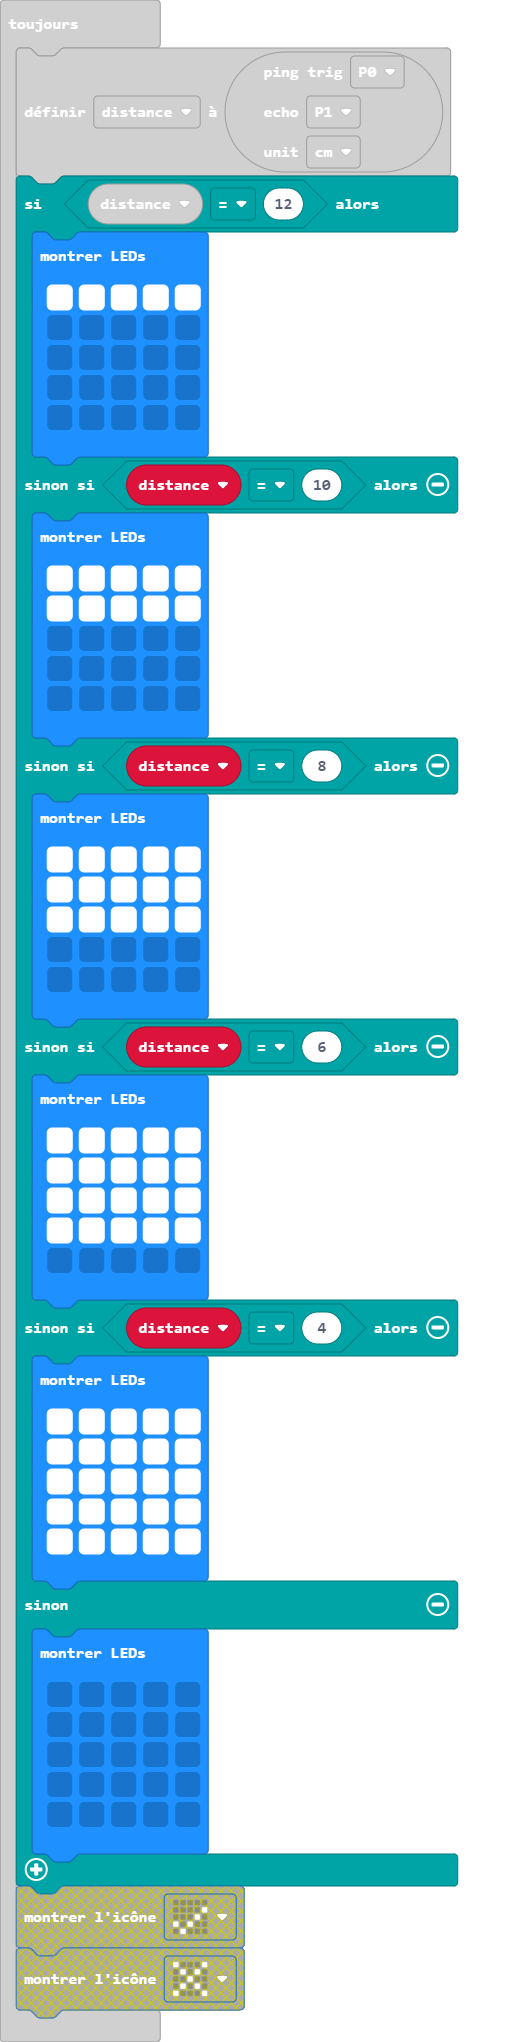 toujours
ping trig P0
définir distance à echo P1
unit cm
si distance = 12 alors
montrer LEDs
sinon si distance = 10 alors
montrer LEDs
sinon si distance = 8 alors
montrer LEDs
sinon si distance = 6 alors
montrer LEDs
sinon si distance = 4 alors
montrer LEDs
sinon
montrer LEDs
montrer l'icône
montrer l'icône